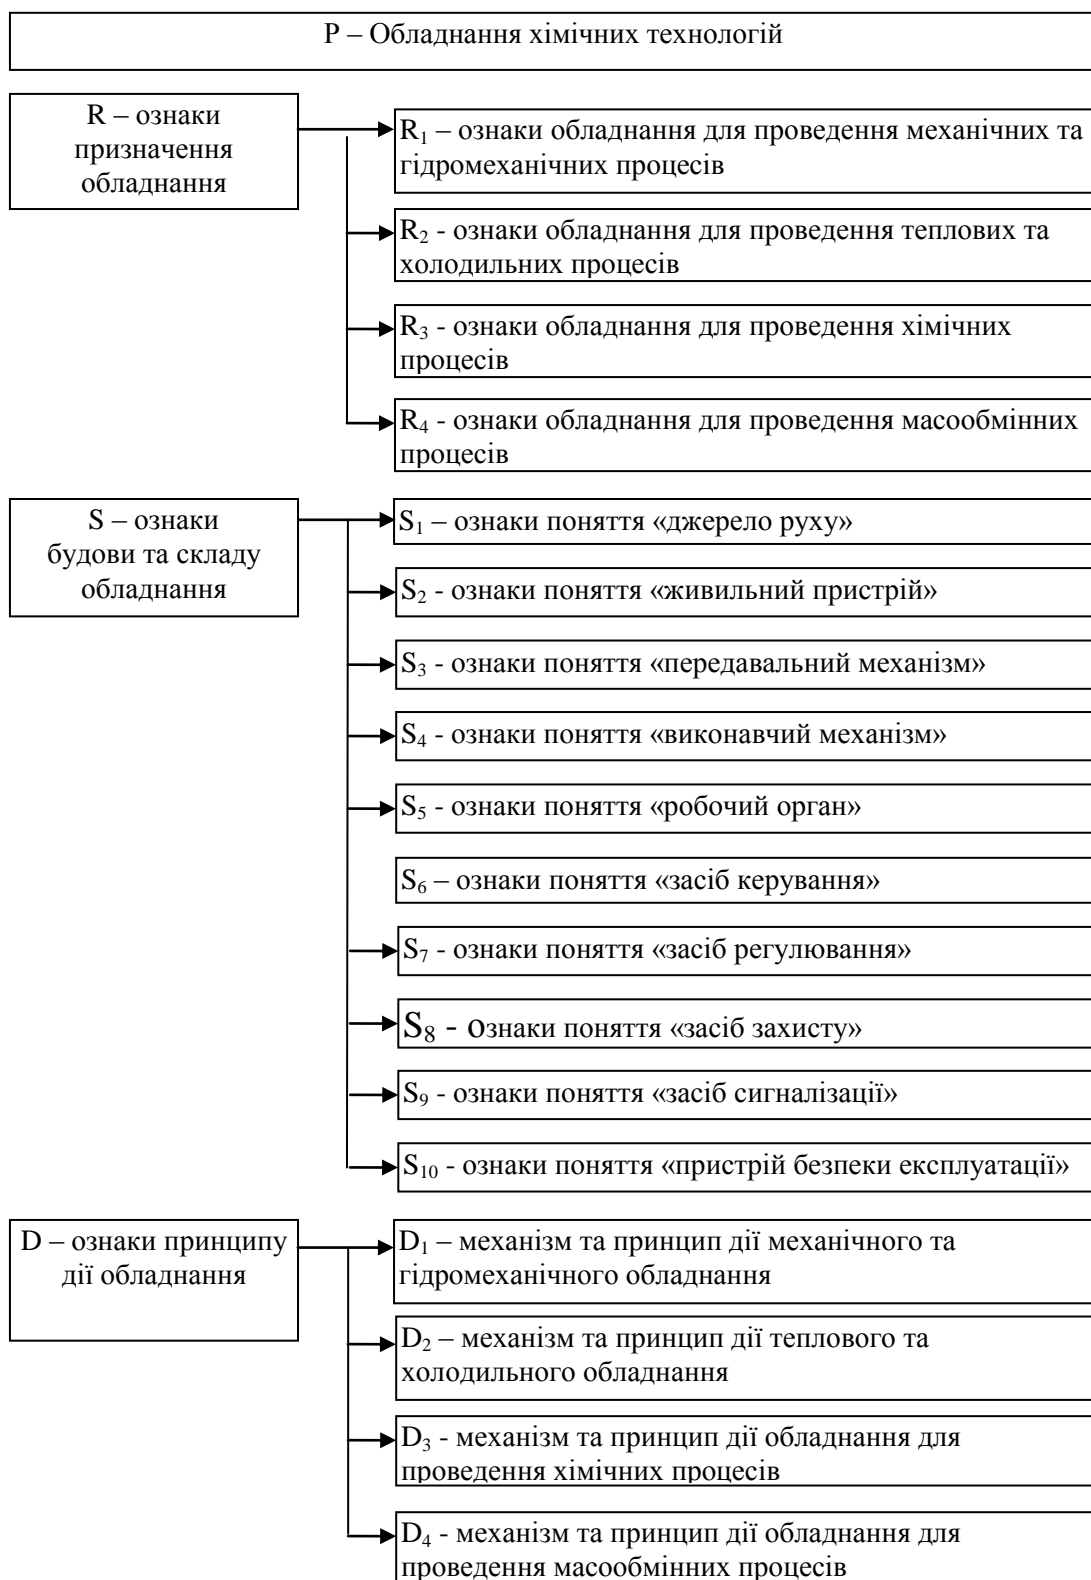 P – Обладнання хімічних технологій
R – ознаки
призначення
обладнання
R₁ – ознаки обладнання для проведення механічних та
гідромеханічних процесів
R₂ - ознаки обладнання для проведення теплових та
холодильних процесів
R₃ - ознаки обладнання для проведення хімічних
процесів
R₄ - ознаки обладнання для проведення масообмінних
процесів
S – ознаки
будови та складу
обладнання
S₁ – ознаки поняття «джерело руху»
S₂ - ознаки поняття «живильний пристрій»
S₃ - ознаки поняття «передавальний механізм»
S₄ - ознаки поняття «виконавчий механізм»
S₅ - ознаки поняття «робочий орган»
S₆ – ознаки поняття «засіб керування»
S₇ - ознаки поняття «засіб регулювання»
S₈ - ознаки поняття «засіб захисту»
S₉ - ознаки поняття «засіб сигналізації»
S₁₀ - ознаки поняття «пристрій безпеки експлуатації»
D – ознаки принципу
дії обладнання
D₁ – механізм та принцип дії механічного та
гідромеханічного обладнання
D₂ – механізм та принцип дії теплового та
холодильного обладнання
D₃ - механізм та принцип дії обладнання для
проведення хімічних процесів
D₄ - механізм та принцип дії обладнання для
проведення масообмінних процесів